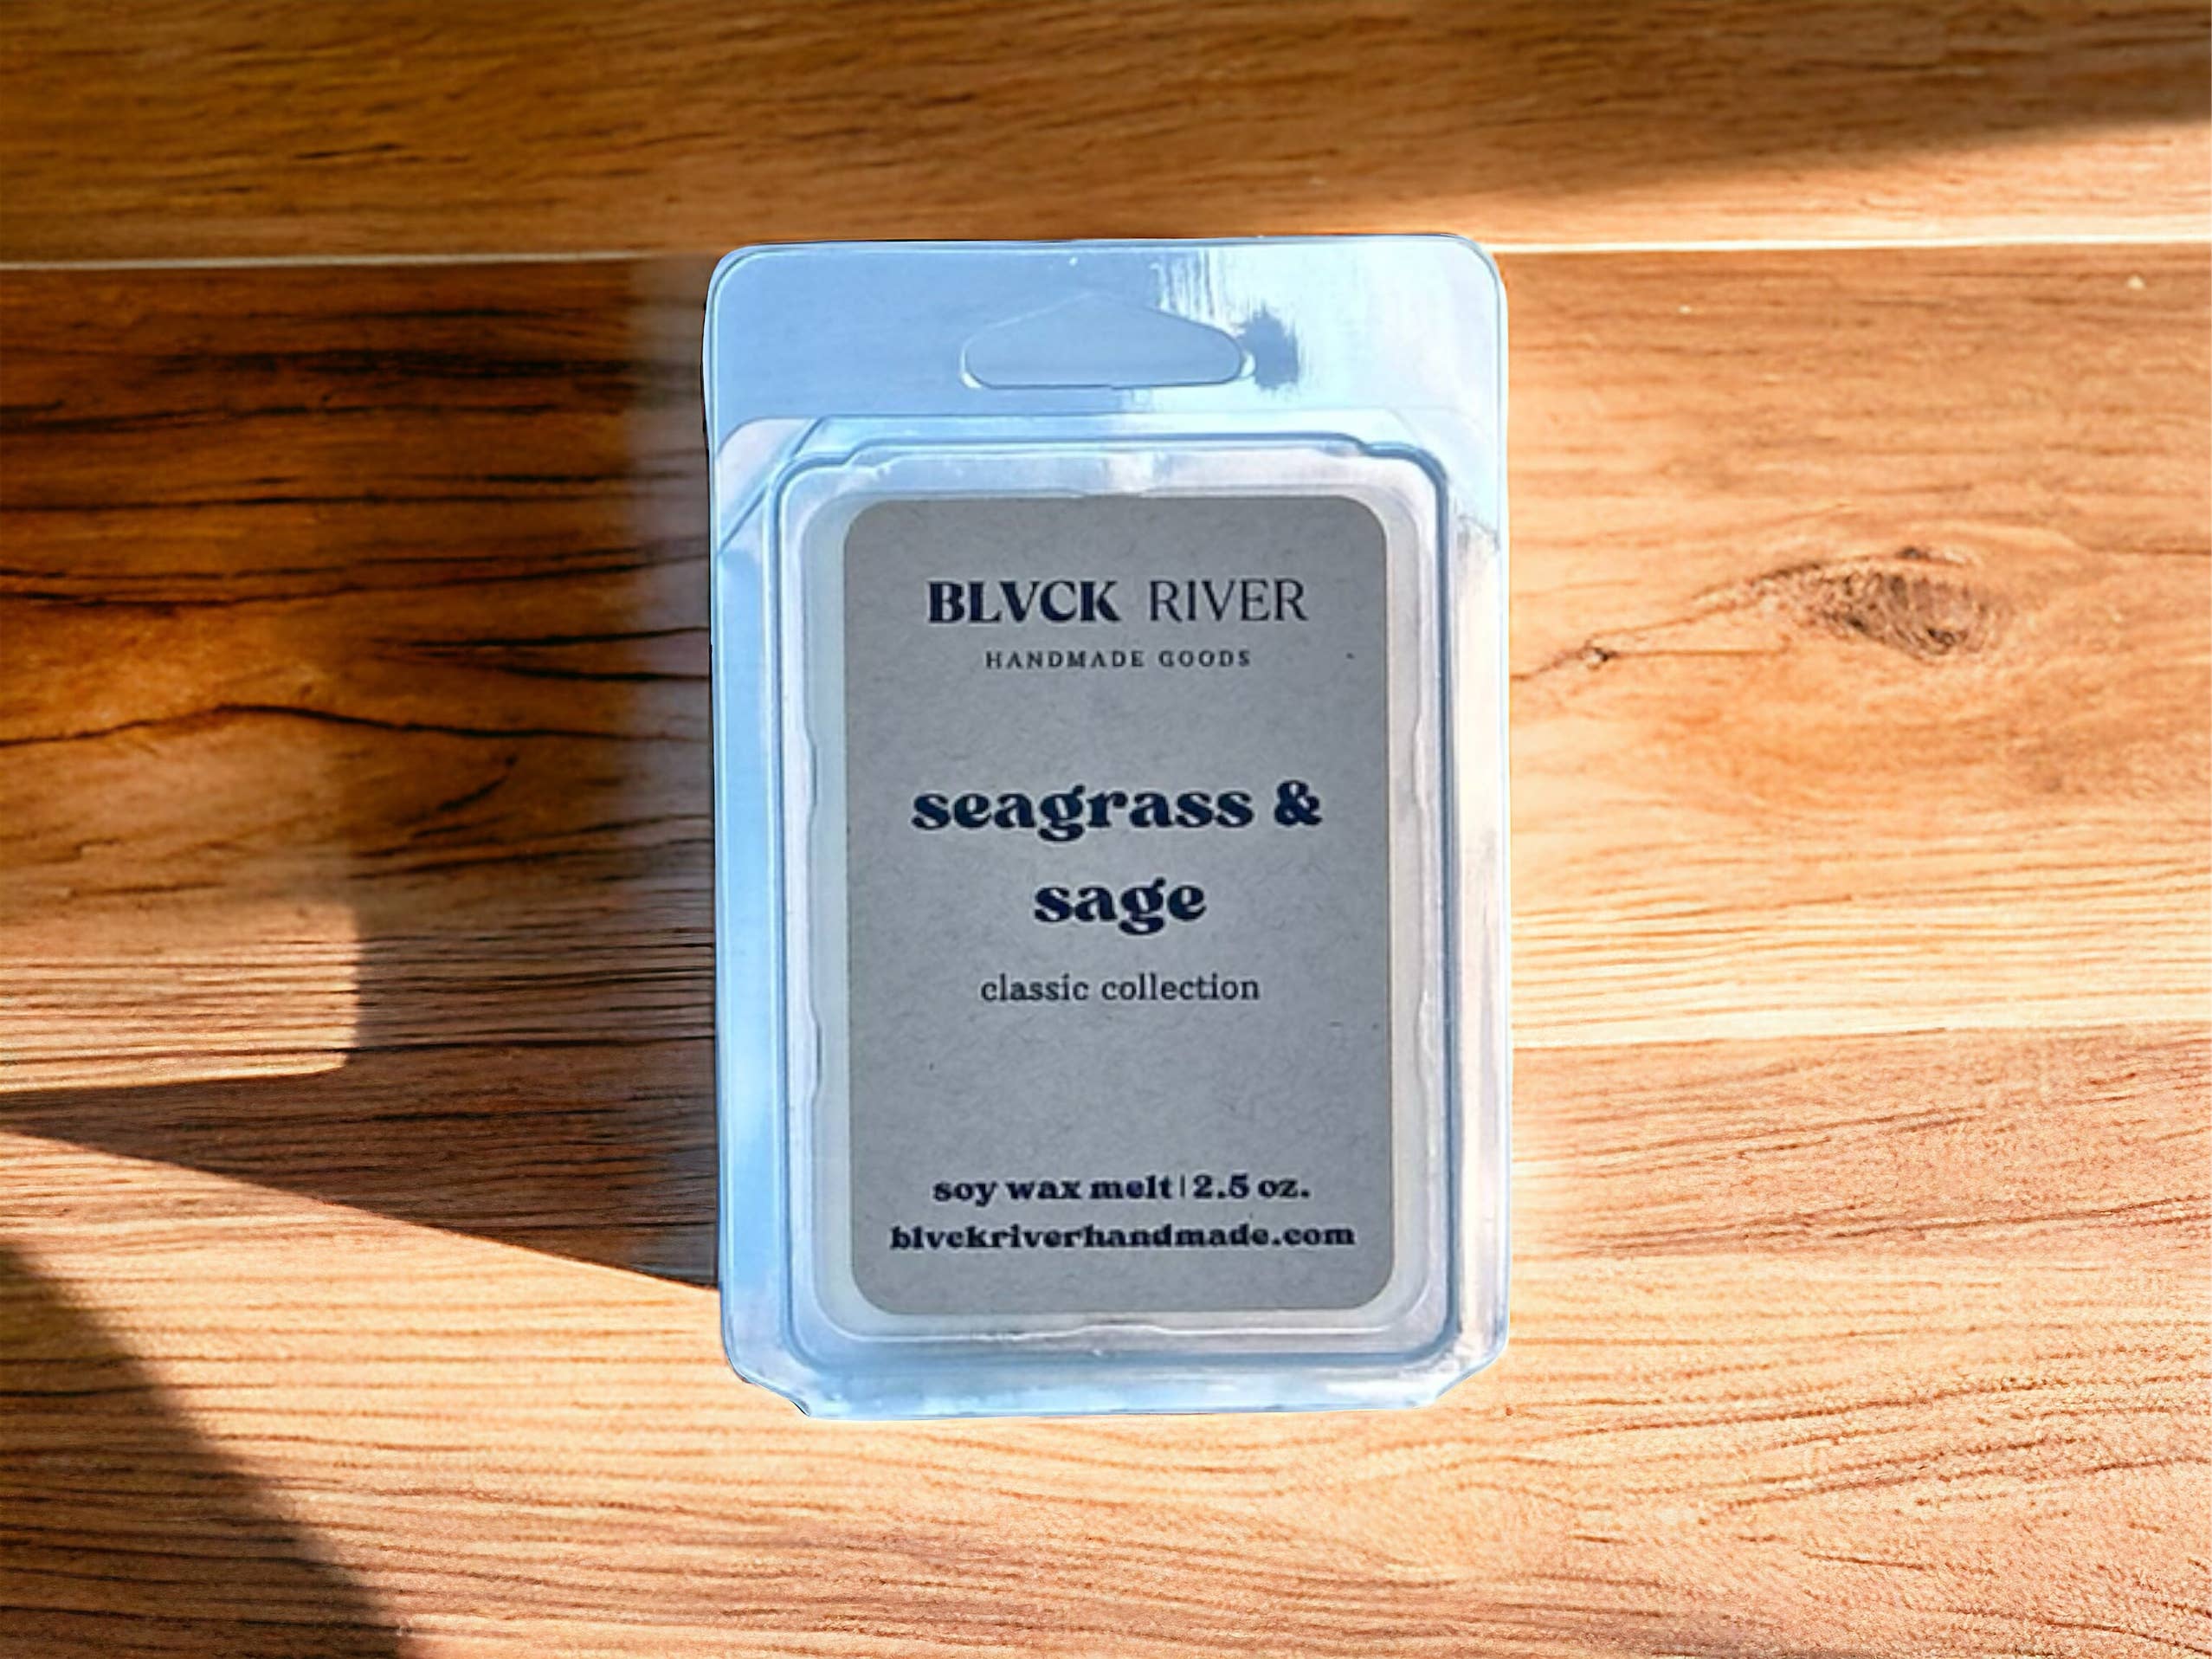 BLVCK RIVER
HANDMADE GOODS
seagrass &
sage
classic collection
soy wax melt | 2.5 oz.
blvckriverhandmade.com